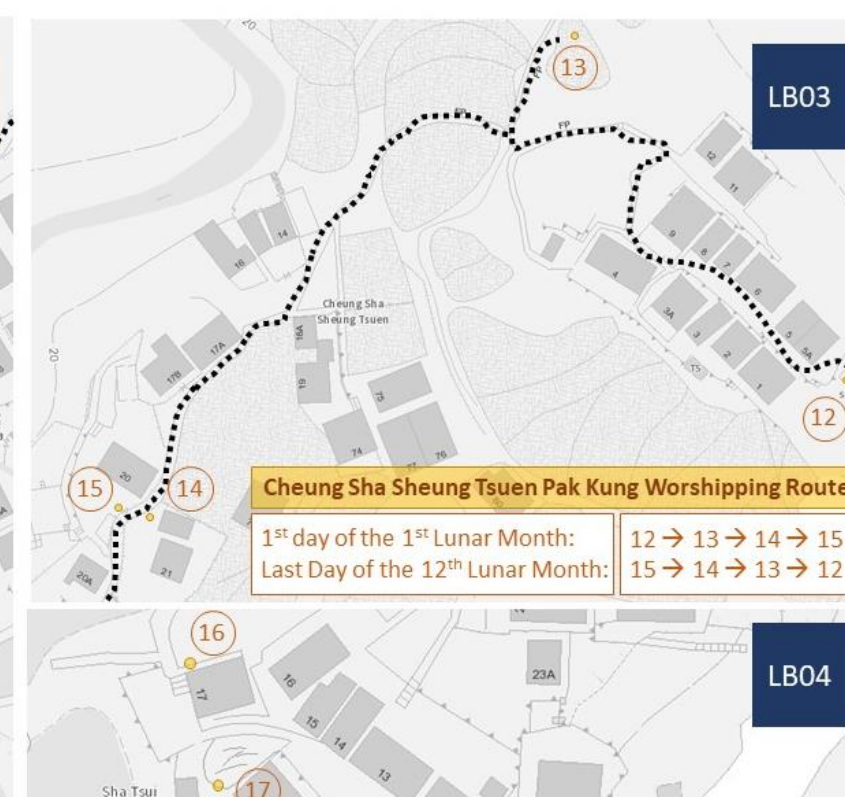 20
13
LB03
FP
FP
FP
12
11
14
16
9
8
7
6
4
Cheung Sha
Sheung Tsuen
3A
3
2
1
5
5A
TS
16A
17A
17B
19
20
75
74
76
12
20
15
14
Cheung Sha Sheung Tsuen Pak Kung Worshipping Route
1st day of the 1st Lunar Month:
12 → 13 → 14 → 15
Last Day of the 12th Lunar Month:
15 → 14 → 13 → 12
21
20A
16
LB04
23A
17
16
15
14
13
Sha Tsui
17